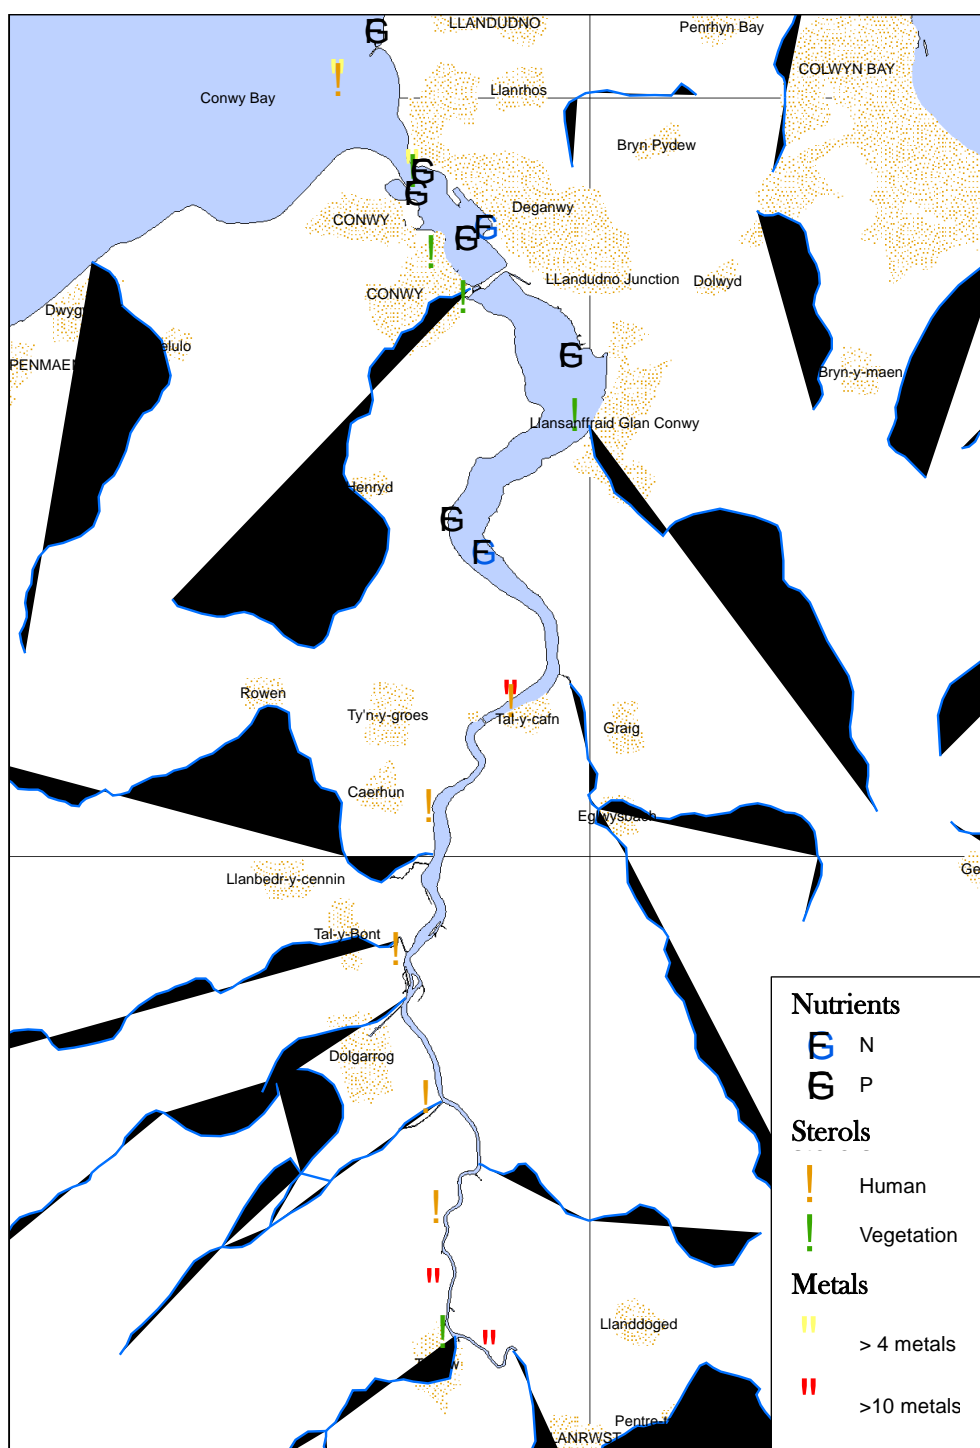 LLANDUDNO
Penrhyn Bay
COLWYN BAY
Conwy Bay
Llanrhos
Bryn Pydew
CONWY
Deganwy
LLandudno Junction
Dolwyd
CONWY
Bryn-y-maen
Llansanffraid Glan Conwy
Henryd
Rowen
Ty'n-y-groes
Tal-y-cafn
Graig
Caerhun
Eglwysbach
Llanbedr-y-cennin
Tal-y-Bont
Dolgarrog
Llanddoged
Nutrients
N
P
Sterols
Human
Vegetation
Metals
> 4 metals
>10 metals